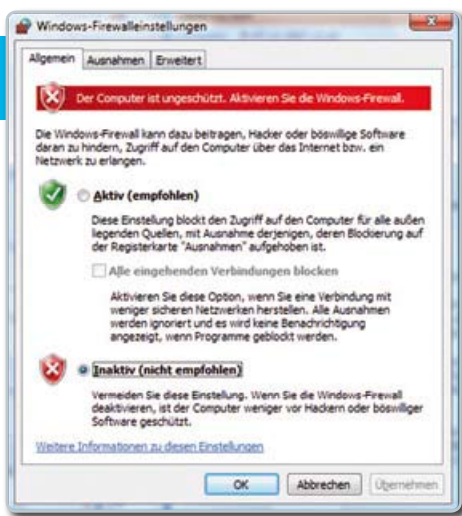 Windows-Firewalleinstellungen
Allgemein Ausnahmen Erweitert
Der Computer ist ungeschützt. Aktivieren Sie die Windows-Firewall.
Die Windows-Firewall kann dazu beitragen, Hacker oder böswillige Software
daran zu hindern, Zugriff auf den Computer über das Internet bzw. ein
Netzwerk zu erlangen.
Aktiv (empfohlen)
Diese Einstellung blockt den Zugriff auf den Computer für alle außen
liegenden Quellen, mit Ausnahme derjenigen, deren Blockierung auf
der Registerkarte "Ausnahmen" aufgehoben ist.
Alle eingehenden Verbindungen blocken
Aktivieren Sie diese Option, wenn Sie eine Verbindung mit
weniger sicheren Netzwerken herstellen. Alle Ausnahmen
werden ignoriert und es wird keine Benachrichtigung
angezeigt, wenn Programme geblockt werden.
Inaktiv (nicht empfohlen)
Vermeiden Sie diese Einstellung. Wenn Sie die Windows-Firewall
deaktivieren, ist der Computer weniger vor Hackern oder böswilliger
Software geschützt.
Weitere Informationen zu diesen Einstellungen
OK Abbrechen Übernehmen